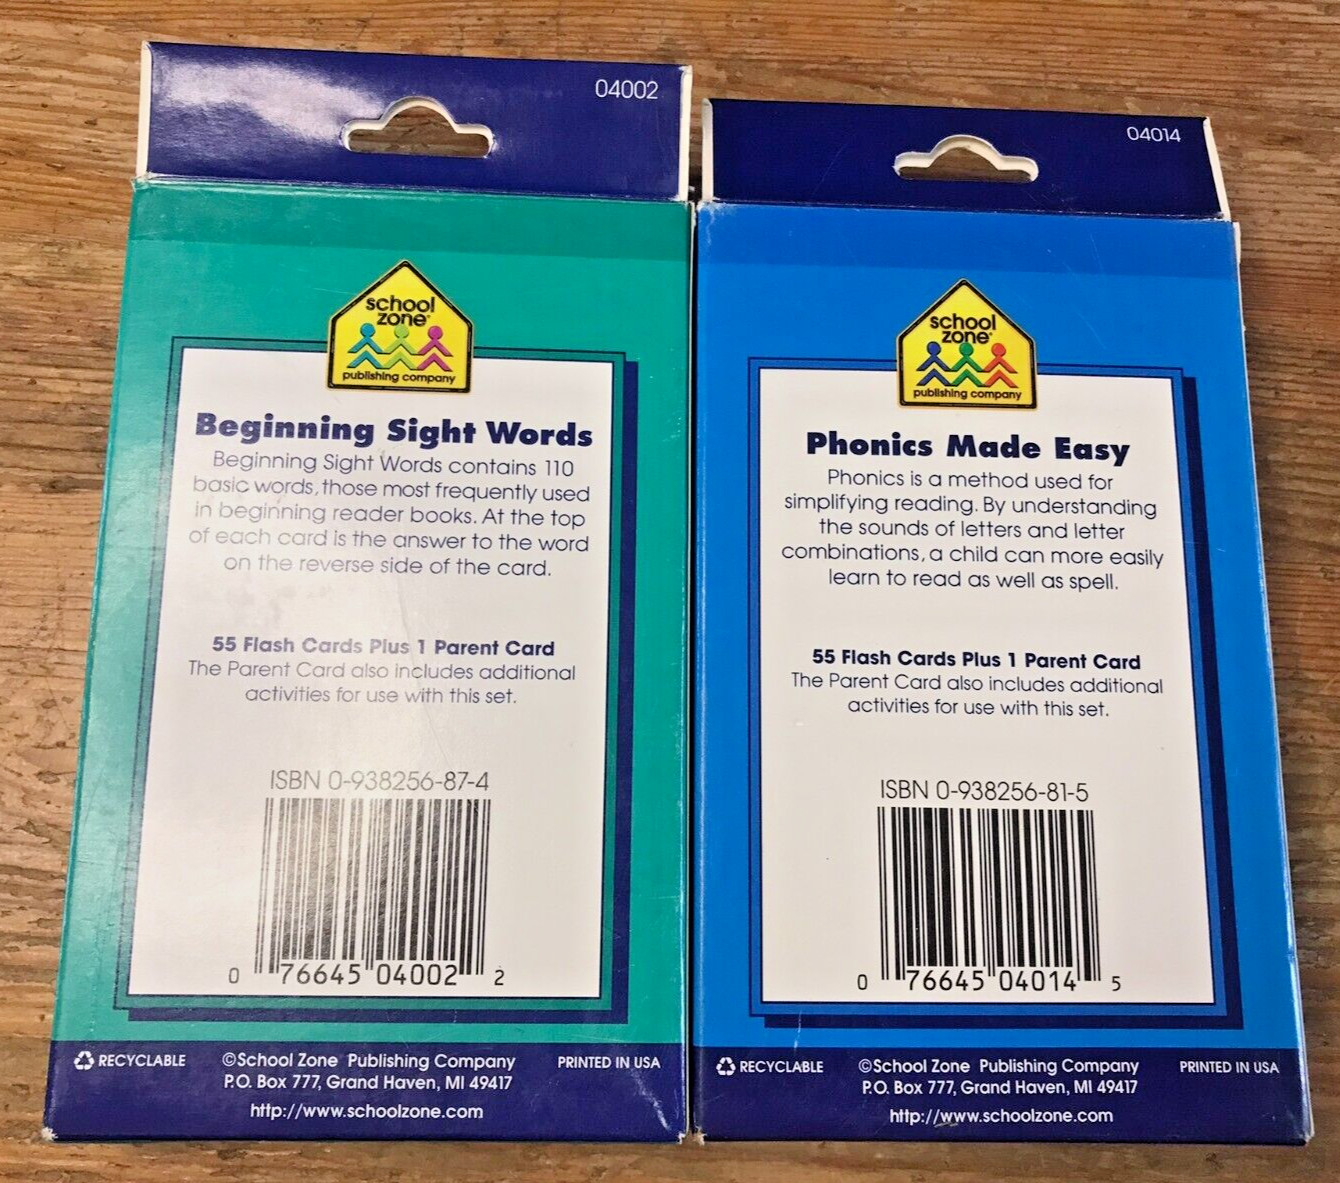 04002
school
zone®
publishing company
Beginning Sight Words
Beginning Sight Words contains 110
basic words, those most frequently used
in beginning reader books. At the top
of each card is the answer to the word
on the reverse side of the card.
55 Flash Cards Plus 1 Parent Card
The Parent Card also includes additional
activities for use with this set.
ISBN 0-938256-87-4
0 76645 04002 2
RECYCLABLE
©School Zone Publishing Company
P.O. Box 777, Grand Haven, MI 49417
http://www.schoolzone.com
PRINTED IN USA
04014
school
zone®
publishing company
Phonics Made Easy
Phonics is a method used for
simplifying reading. By understanding
the sounds of letters and letter
combinations, a child can more easily
learn to read as well as spell.
55 Flash Cards Plus 1 Parent Card
The Parent Card also includes additional
activities for use with this set.
ISBN 0-938256-81-5
0 76645 04014 5
RECYCLABLE
©School Zone Publishing Company
P.O. Box 777, Grand Haven, MI 49417
http://www.schoolzone.com
PRINTED IN USA